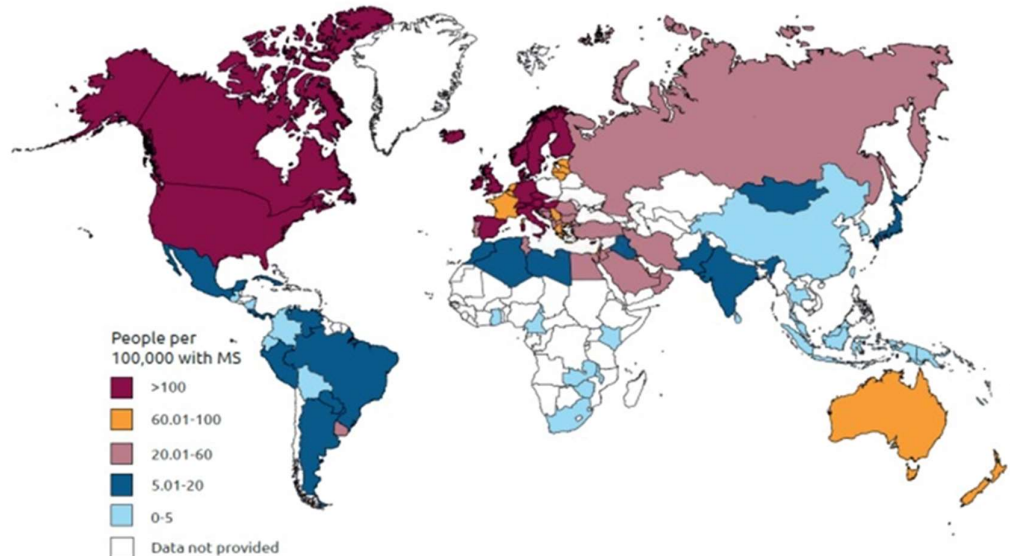 People per
100,000 with MS
>100
60.01-100
20.01-60
5.01-20
0-5
Data not provided